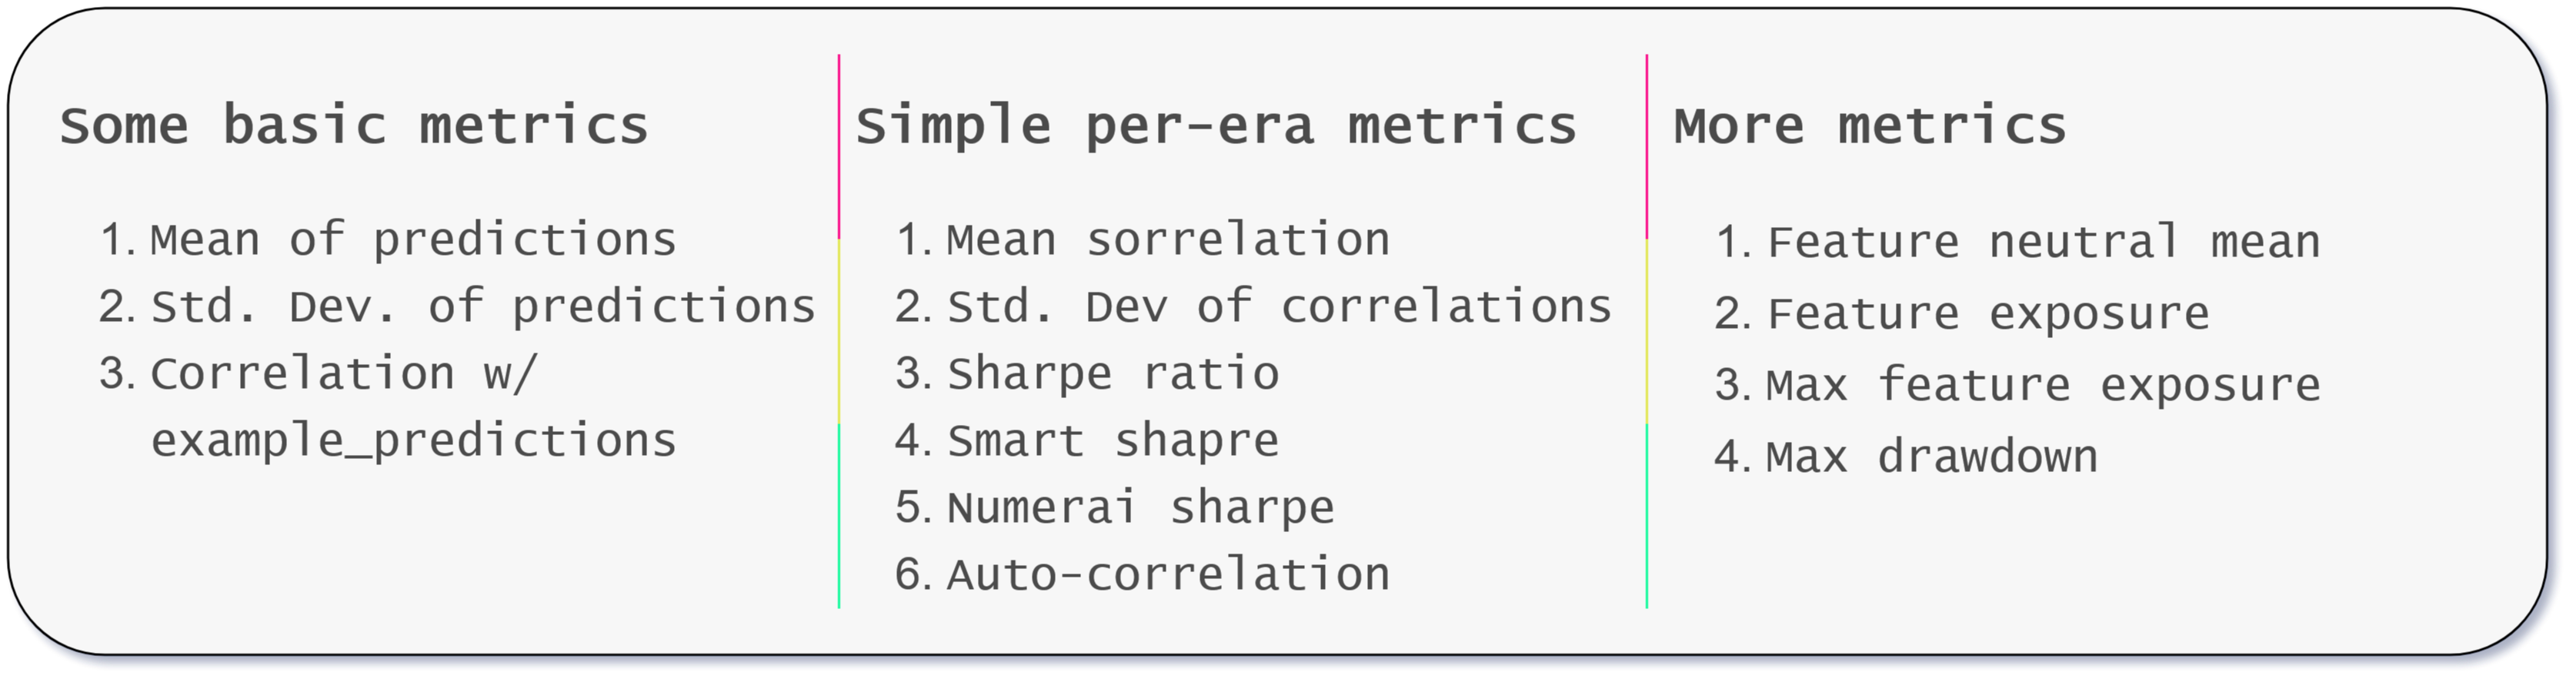 Some basic metrics
1. Mean of predictions
2. Std. Dev. of predictions
3. Correlation w/
example_predictions
Simple per-era metrics
1. Mean sorrelation
2. Std. Dev of correlations
3. Sharpe ratio
4. Smart shapre
5. Numerai sharpe
6. Auto-correlation
More metrics
1. Feature neutral mean
2. Feature exposure
3. Max feature exposure
4. Max drawdown